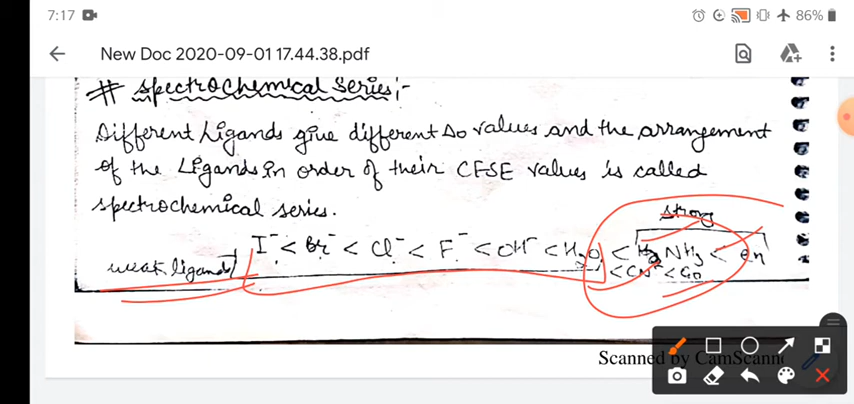 7:17
86%
New Doc 2020-09-01 17.44.38.pdf
# Spectrochemical Series:-
Different Ligands give different Δo values and the arrangement
of the Ligands in order of their CFSE values is called
spectrochemical series.
strong
I⁻ < Br⁻ < Cl⁻ < F⁻ < OH⁻ < H₂O < NH₃ < en
weak ligands
< CN⁻ < Co
Scanned by CamScanne